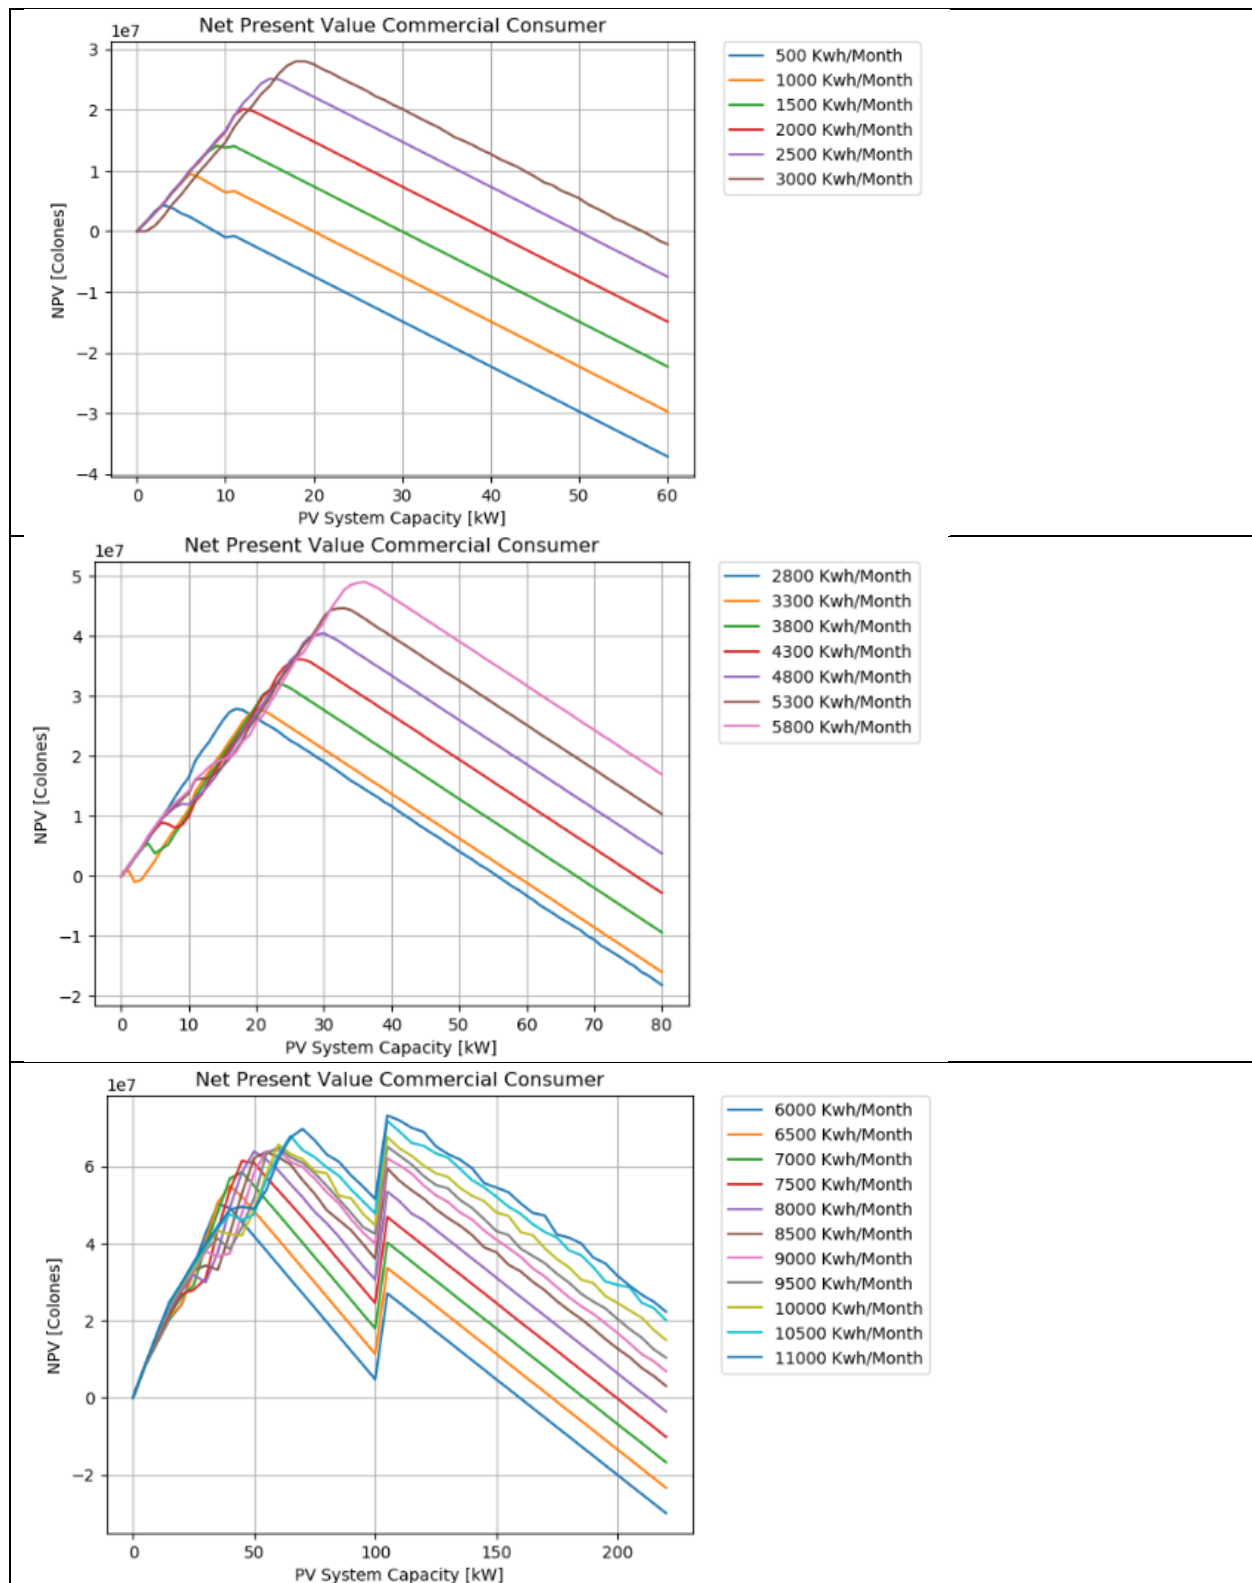 Net Present Value Commercial Consumer
1e7
3
2
1
0
−1
−2
−3
−4
NPV [Colones]
0 10 20 30 40 50 60
PV System Capacity [kW]
500 Kwh/Month
1000 Kwh/Month
1500 Kwh/Month
2000 Kwh/Month
2500 Kwh/Month
3000 Kwh/Month
Net Present Value Commercial Consumer
1e7
5
4
3
2
1
0
−1
−2
NPV [Colones]
0 10 20 30 40 50 60 70 80
PV System Capacity [kW]
2800 Kwh/Month
3300 Kwh/Month
3800 Kwh/Month
4300 Kwh/Month
4800 Kwh/Month
5300 Kwh/Month
5800 Kwh/Month
Net Present Value Commercial Consumer
1e7
6
4
2
0
−2
NPV [Colones]
0 50 100 150 200
PV System Capacity [kW]
6000 Kwh/Month
6500 Kwh/Month
7000 Kwh/Month
7500 Kwh/Month
8000 Kwh/Month
8500 Kwh/Month
9000 Kwh/Month
9500 Kwh/Month
10000 Kwh/Month
10500 Kwh/Month
11000 Kwh/Month